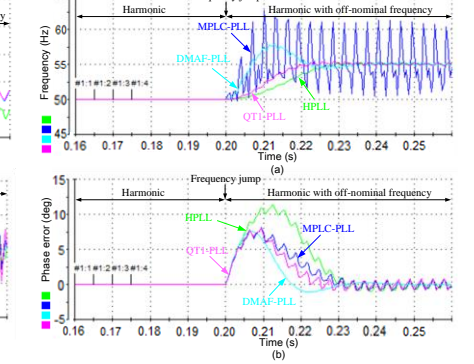 Harmonic
Harmonic with off-nominal frequency
Frequency (Hz)
60
55
50
45
MPLC-PLL
DMAF-PLL
QT1-PLL
HPLL
#1:1 #1:2 #1:3 #1:4
0.16 0.17 0.18 0.19 0.20 0.21 0.22 0.23 0.24 0.25
Time (s)
(a)
Frequency jump
Harmonic
Harmonic with off-nominal frequency
Phase error (deg)
15
10
5
0
-5
HPLL
MPLC-PLL
QT1-PLL
DMAF-PLL
#1:1 #1:2 #1:3 #1:4
0.16 0.17 0.18 0.19 0.20 0.21 0.22 0.23 0.24 0.25
Time (s)
(b)